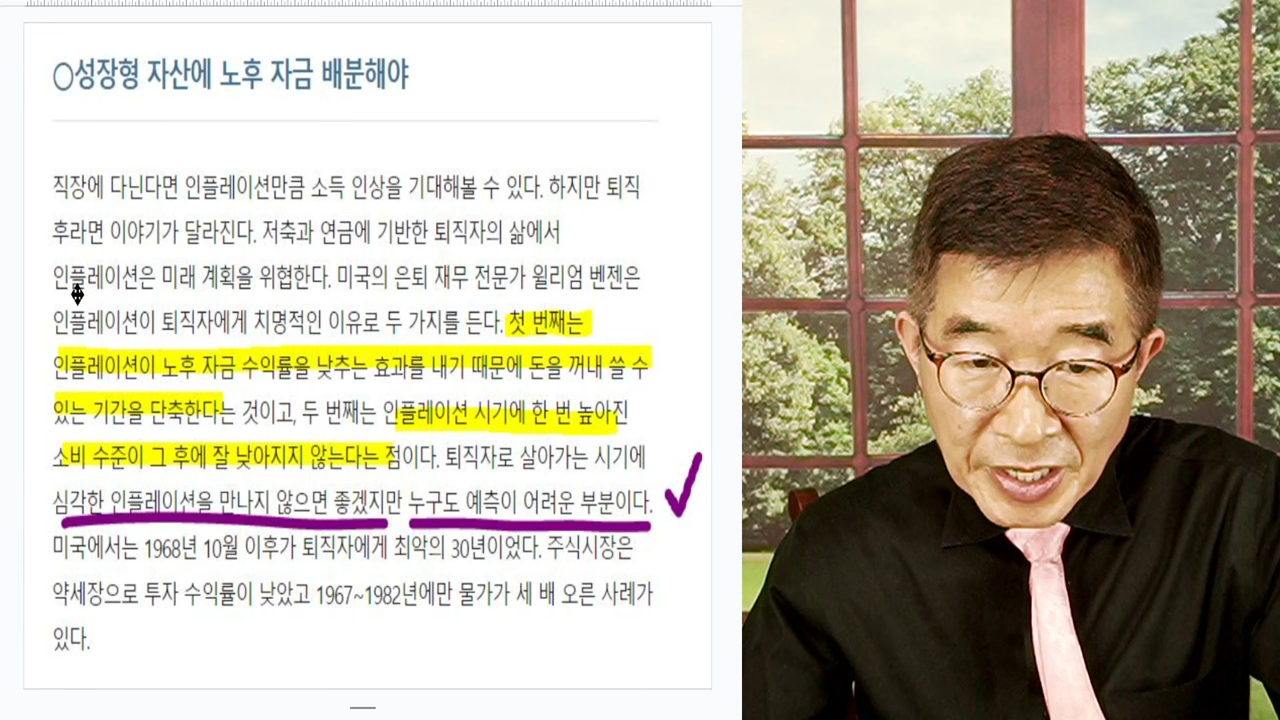 ○성장형 자산에 노후 자금 배분해야
직장에 다닌다면 인플레이션만큼 소득 인상을 기대해볼 수 있다. 하지만 퇴직
후라면 이야기가 달라진다. 저축과 연금에 기반한 퇴직자의 삶에서
인플레이션은 미래 계획을 위협한다. 미국의 은퇴 재무 전문가 윌리엄 벤젠은
인플레이션이 퇴직자에게 치명적인 이유로 두 가지를 든다. 첫 번째는
인플레이션이 노후 자금 수익률을 낮추는 효과를 내기 때문에 돈을 꺼내 쓸 수
있는 기간을 단축한다는 것이고, 두 번째는 인플레이션 시기에 한 번 높아진
소비 수준이 그 후에 잘 낮아지지 않는다는 점이다. 퇴직자로 살아가는 시기에
심각한 인플레이션을 만나지 않으면 좋겠지만 누구도 예측이 어려운 부분이다.
미국에서는 1968년 10월 이후가 퇴직자에게 최악의 30년이었다. 주식시장은
약세장으로 투자 수익률이 낮았고 1967~1982년에만 물가가 세 배 오른 사례가
있다.